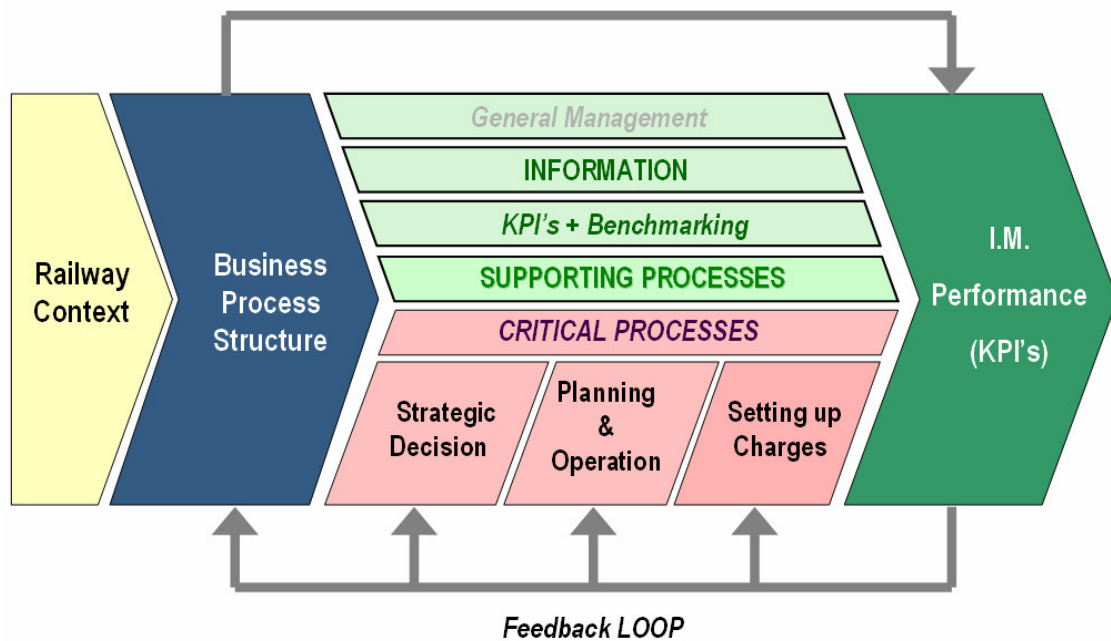 Railway
Context
Business
Process
Structure
General Management
INFORMATION
KPI's + Benchmarking
SUPPORTING PROCESSES
CRITICAL PROCESSES
Strategic
Decision
Planning
&
Operation
Setting up
Charges
I.M.
Performance
(KPI's)
Feedback LOOP